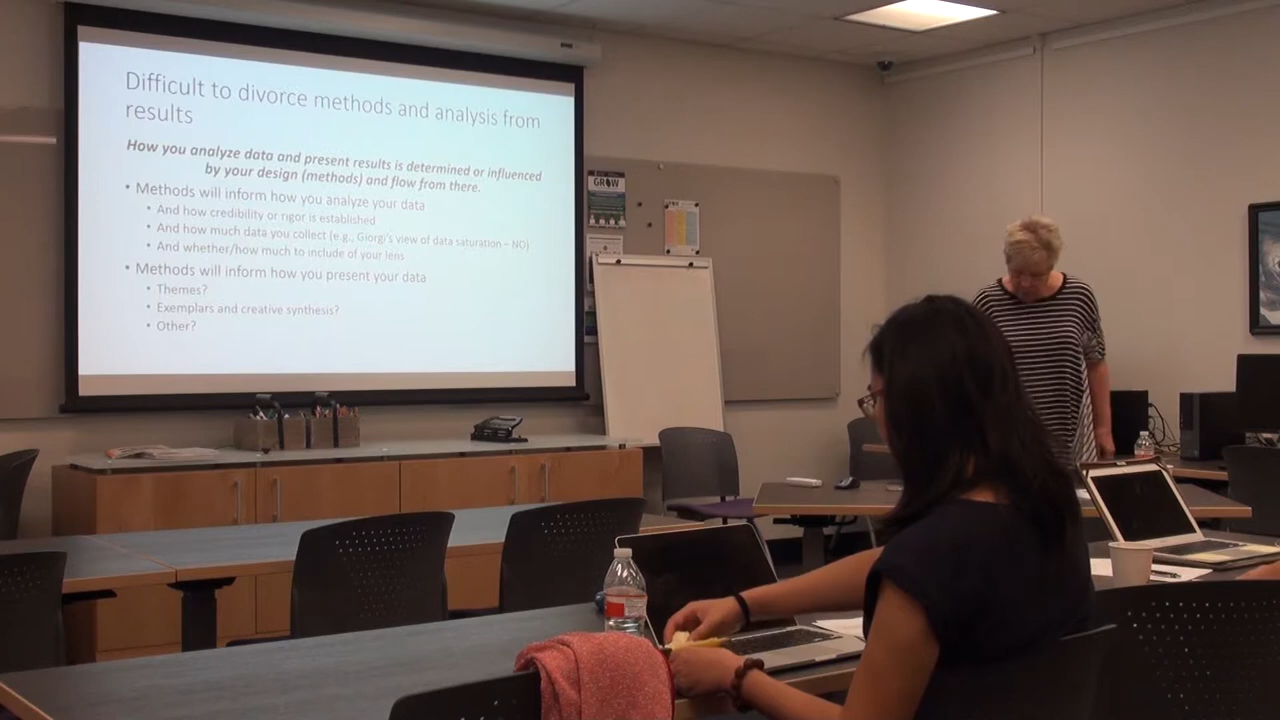 Difficult to divorce methods and analysis from
results
How you analyze data and present results is determined or influenced
by your design (methods) and flow from there.
• Methods will inform how you analyze your data
• And how credibility or rigor is established
• And how much data you collect (e.g., Giorgi's view of data saturation – NO)
• And whether/how much to include of your lens
• Methods will inform how you present your data
• Themes?
• Exemplars and creative synthesis?
• Other?
GROW